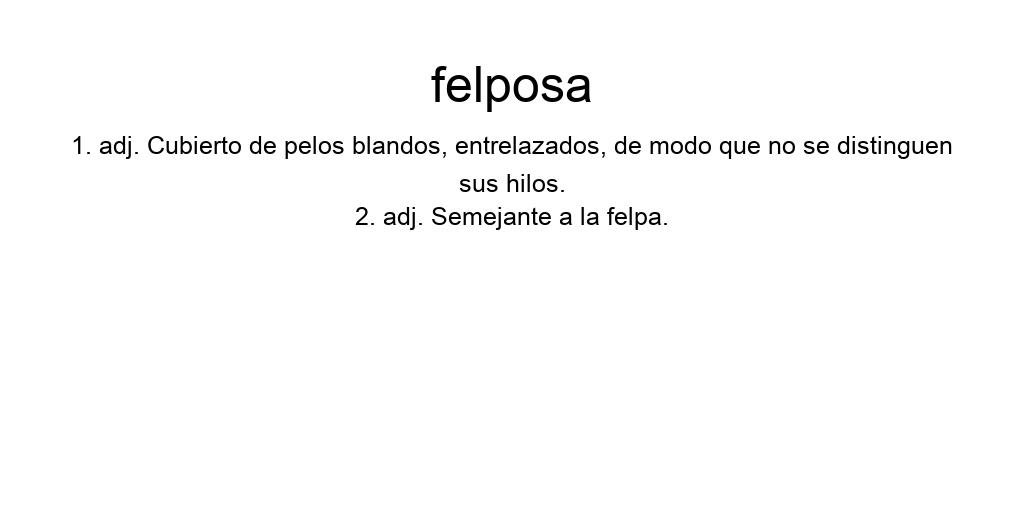 felposa
1. adj. Cubierto de pelos blandos, entrelazados, de modo que no se distinguen
sus hilos.
2. adj. Semejante a la felpa.